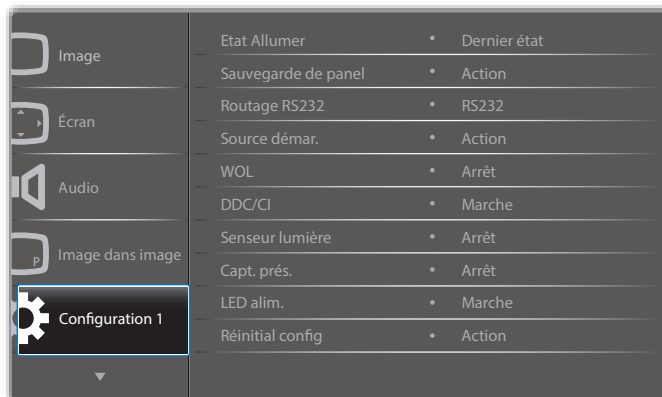 Image
Écran
Audio
P
Image dans image
Configuration 1
Etat Allumer • Dernier état
Sauvegarde de panel • Action
Routage RS232 • RS232
Source démar. • Action
WOL • Arrêt
DDC/CI • Marche
Senseur lumière • Arrêt
Capt. prés. • Arrêt
LED alim. • Marche
Réinitial config • Action